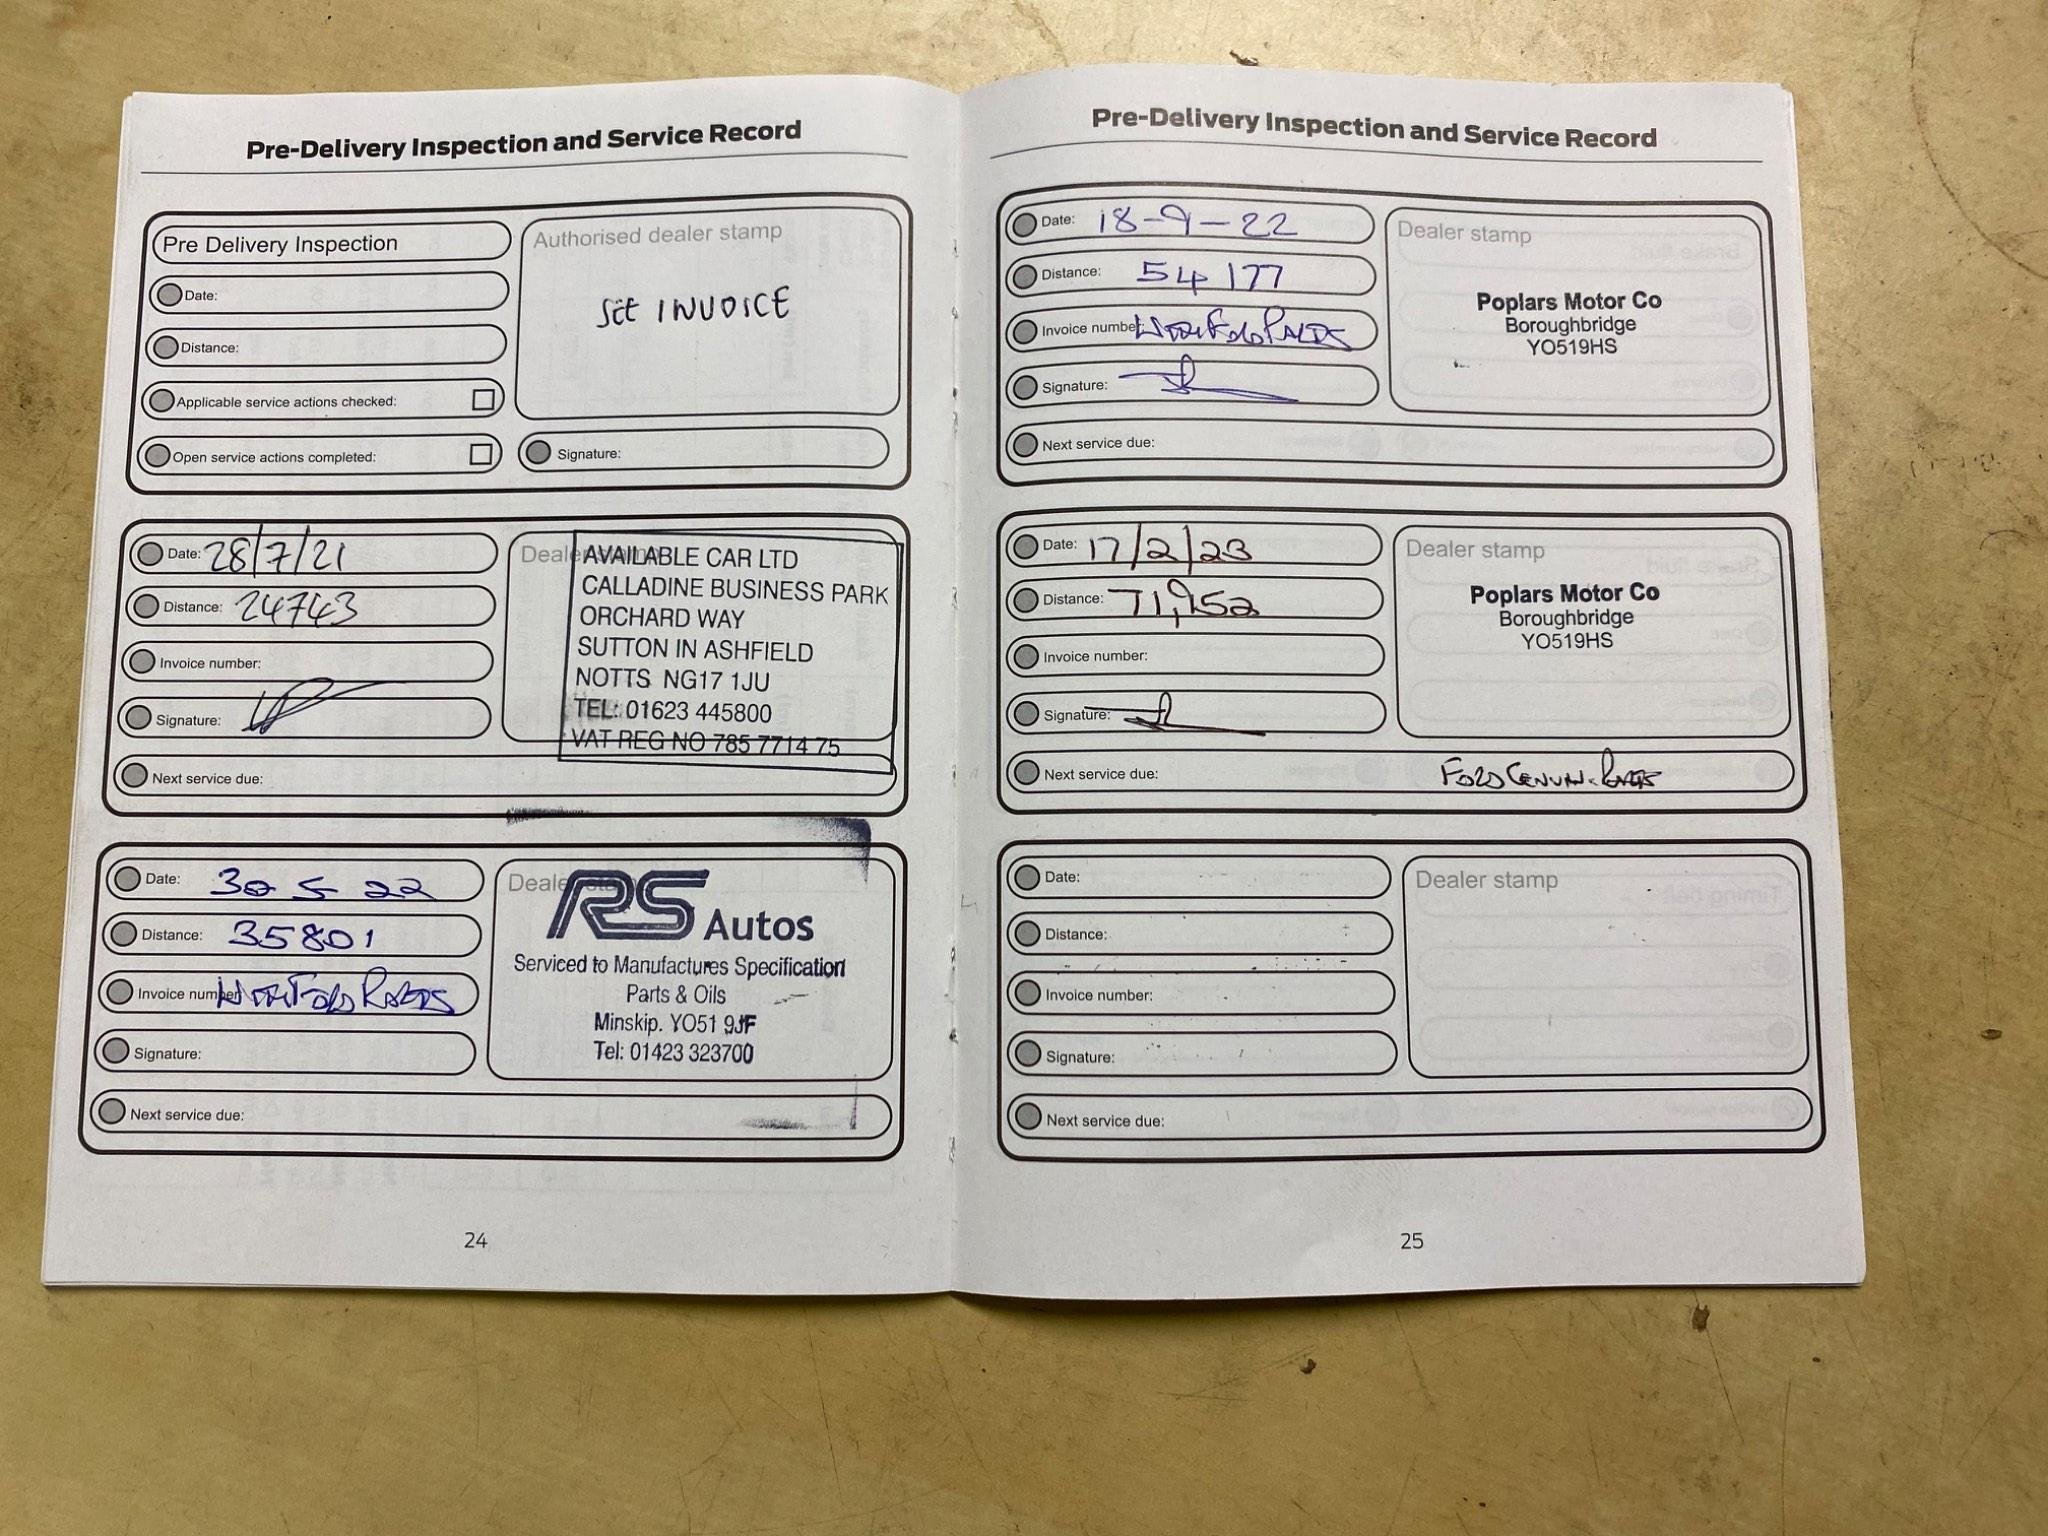 Pre-Delivery Inspection and Service Record
Pre Delivery Inspection
Date:
Distance:
Applicable service actions checked:
Open service actions completed:
Authorised dealer stamp
SEE INVOICE
Signature:
Date: 28/7/21
Distance: 24743
Invoice number:
Signature:
Next service due:
Dealer stamp
AVAILABLE CAR LTD
CALLADINE BUSINESS PARK
ORCHARD WAY
SUTTON IN ASHFIELD
NOTTS NG17 1JU
TEL: 01623 445800
VAT REG NO 785 7714 75
Date: 30 5 22
Distance: 35801
Invoice number
Signature:
Next service due:
Dealer stamp
RS Autos
Serviced to Manufactures Specification
Parts & Oils
Minskip. YO51 9JF
Tel: 01423 323700
24
Pre-Delivery Inspection and Service Record
Date: 18-9-22
Distance: 54177
Invoice number:
Signature:
Next service due:
Dealer stamp
Poplars Motor Co
Boroughbridge
YO519HS
Date: 17/2/23
Distance: 71,952
Invoice number:
Signature:
Next service due:
Dealer stamp
Poplars Motor Co
Boroughbridge
YO519HS
Date:
Distance:
Invoice number:
Signature:
Next service due:
Dealer stamp
25